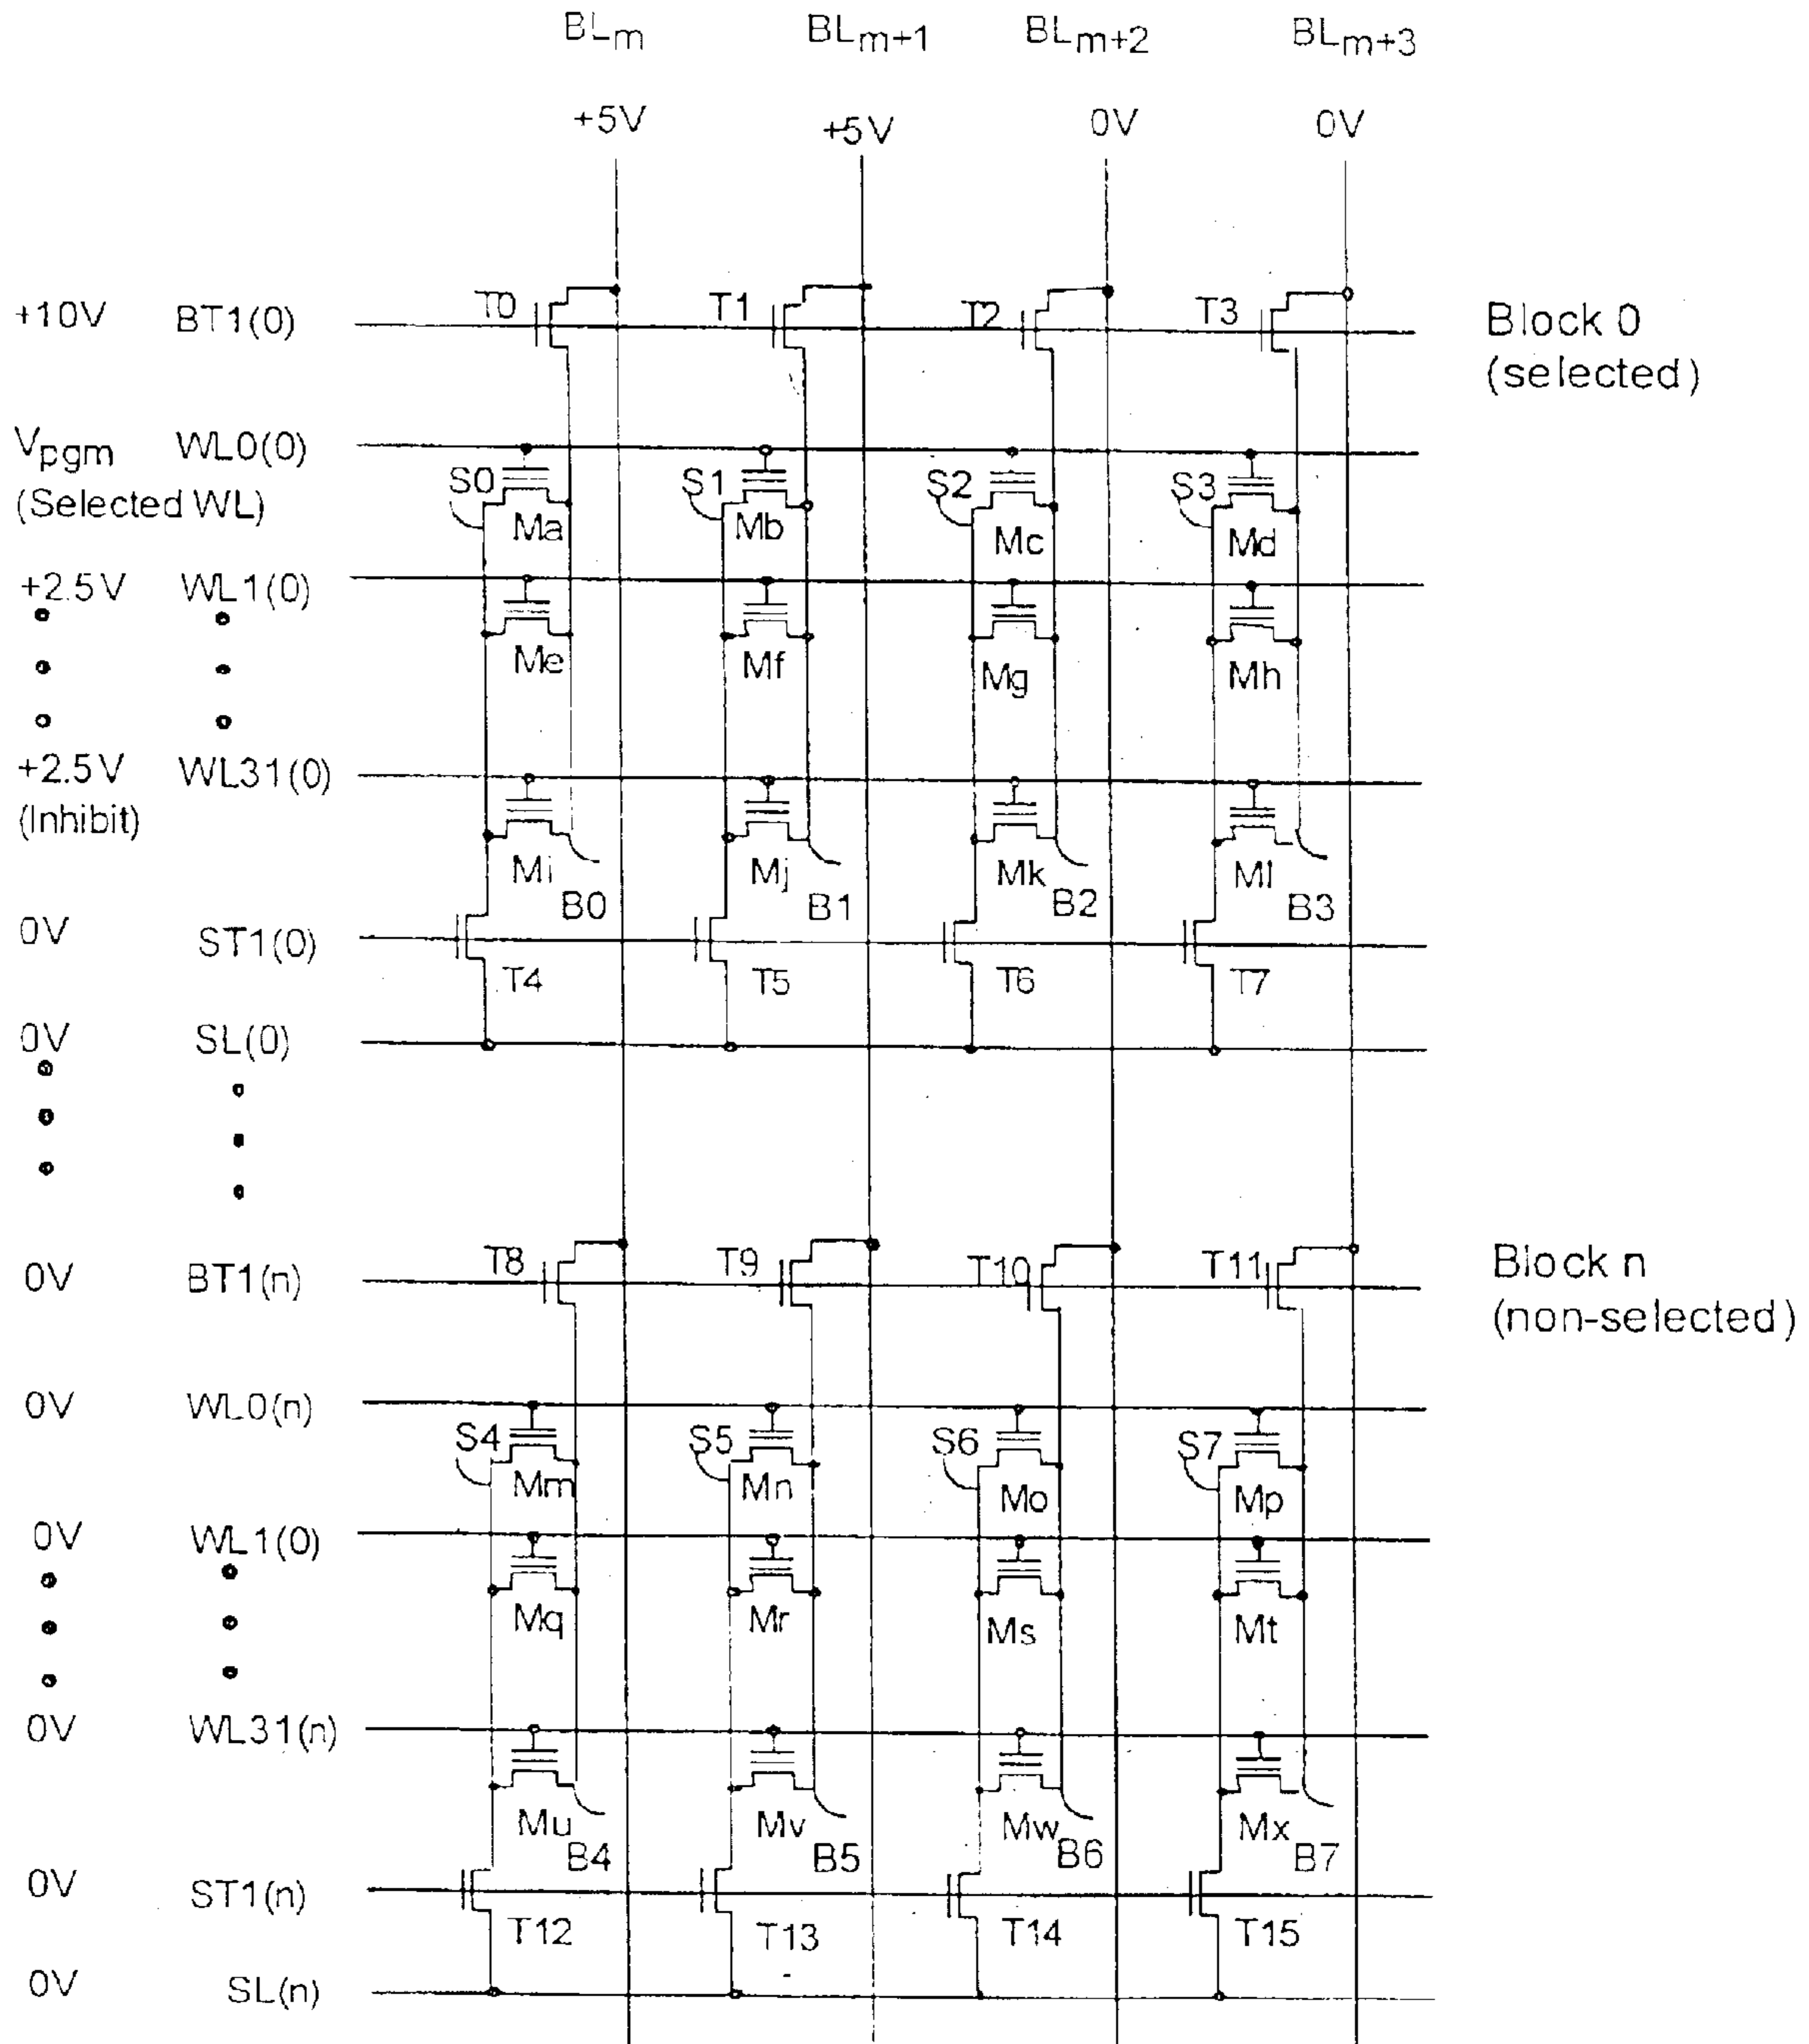 BLm BLm+1 BLm+2 BLm+3
+5V +5V 0V 0V
+10V BT1(0) T0 T1 T2 T3 Block 0
(selected)
Vpgm WL0(0)
(Selected WL) S0 S1 S2 S3
Ma Mb Mc Md
+2.5V WL1(0)
Me Mf Mg Mh
+2.5V WL31(0)
(Inhibit)
Mi Mj Mk Ml
B0 B1 B2 B3
0V ST1(0)
T4 T5 T6 T7
0V SL(0)
0V BT1(n) T8 T9 T10 T11 Block n
(non-selected)
0V WL0(n)
S4 S5 S6 S7
Mm Mn Mo Mp
0V WL1(0)
Mq Mr Ms Mt
0V WL31(n)
Mu Mv Mw Mx
B4 B5 B6 B7
0V ST1(n)
T12 T13 T14 T15
0V SL(n)